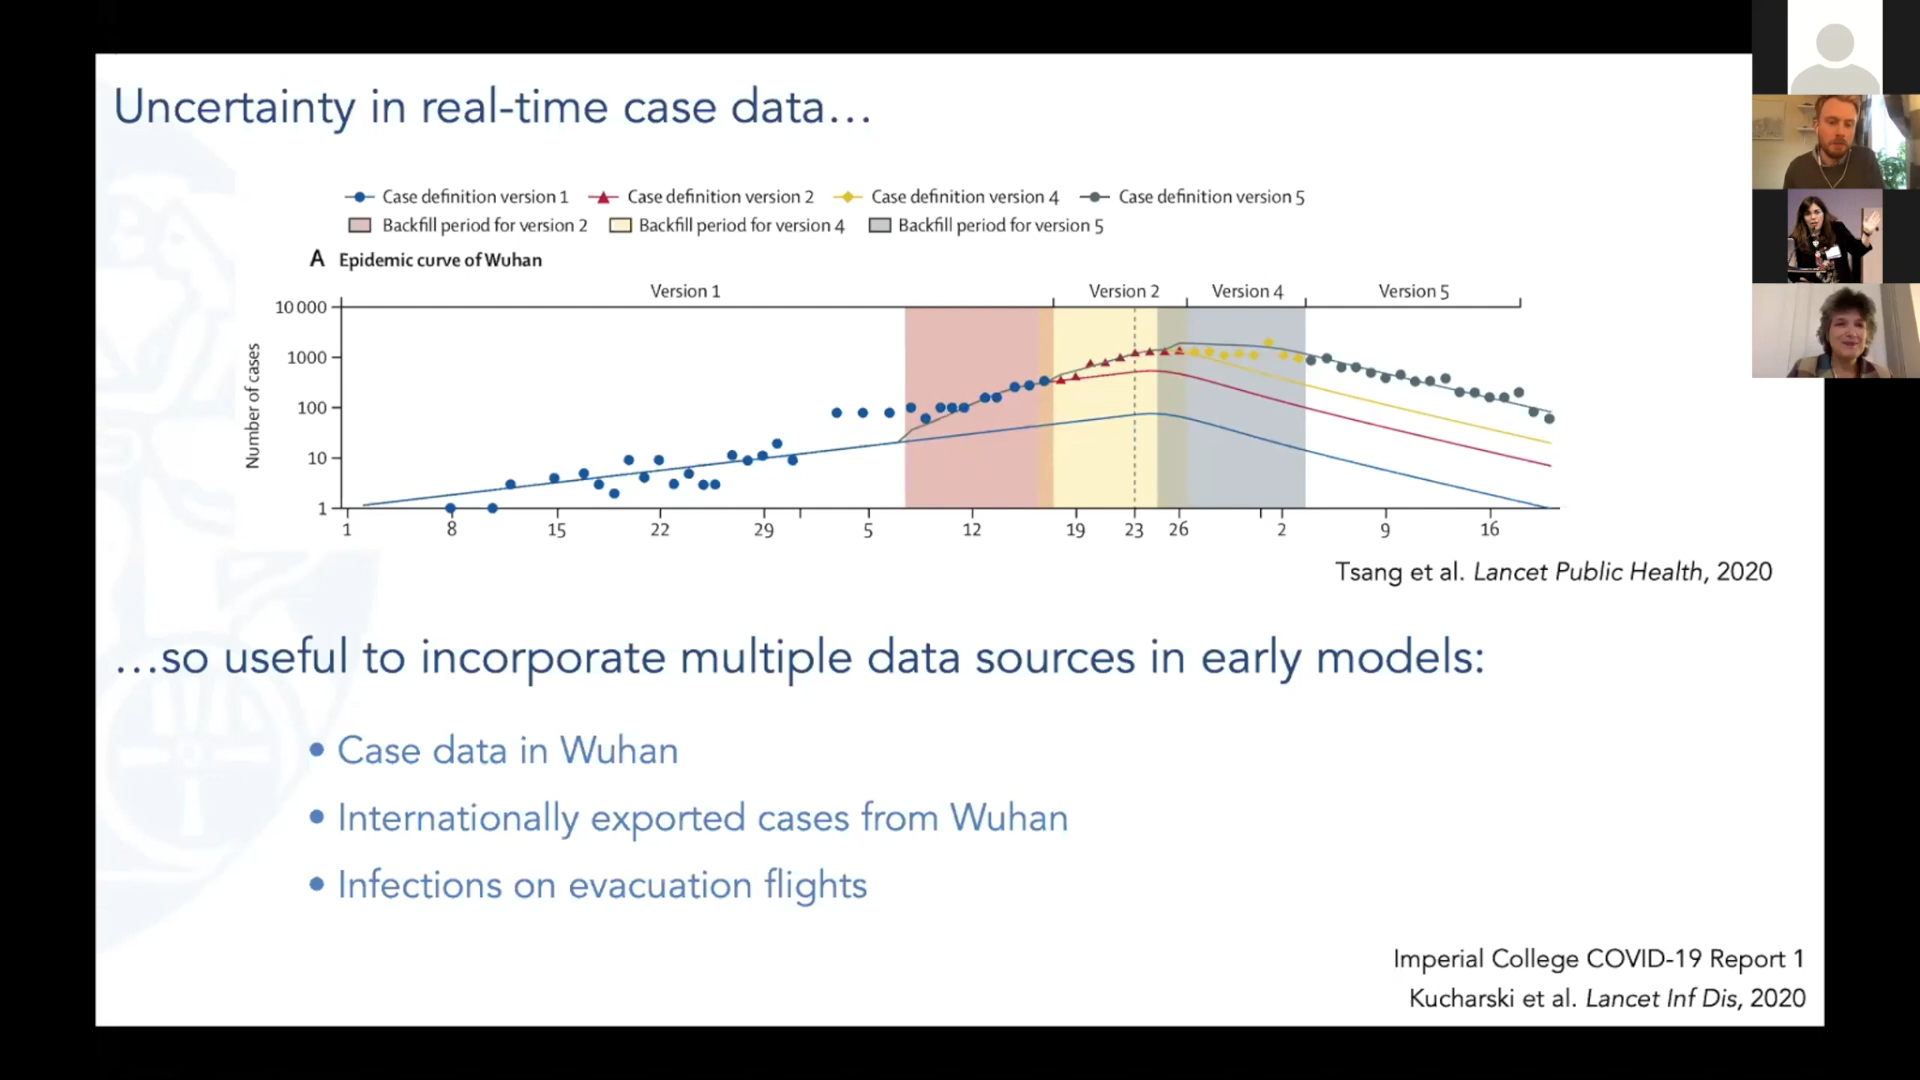 Uncertainty in real-time case data...
Case definition version 1 Case definition version 2 Case definition version 4 Case definition version 5
Backfill period for version 2 Backfill period for version 4 Backfill period for version 5
A Epidemic curve of Wuhan
Version 1 Version 2 Version 4 Version 5
Number of cases
10 000
1000
100
10
1
1 8 15 22 29 5 12 19 23 26 2 9 16
Tsang et al. Lancet Public Health, 2020
...so useful to incorporate multiple data sources in early models:
• Case data in Wuhan
• Internationally exported cases from Wuhan
• Infections on evacuation flights
Imperial College COVID-19 Report 1
Kucharski et al. Lancet Inf Dis, 2020